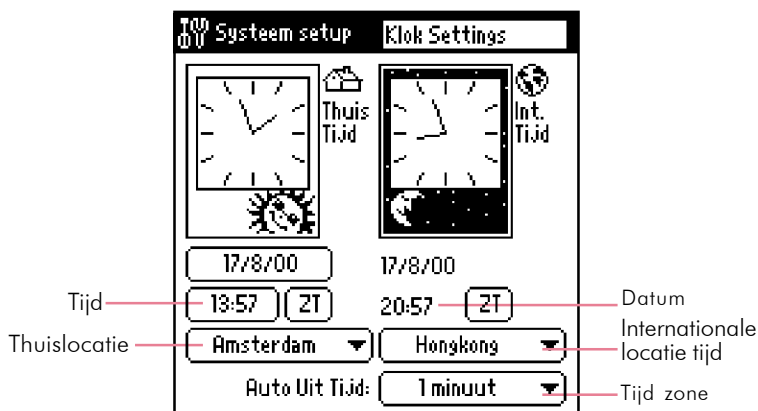 Systeem setup Klok Settings
Thuis
Tijd
Int.
Tijd
17/8/00 17/8/00
Tijd 13:57 ZT 20:57 ZT Datum
Thuislocatie Amsterdam Hongkong Internationale
locatie tijd
Auto Uit Tijd: 1 minuut Tijd zone